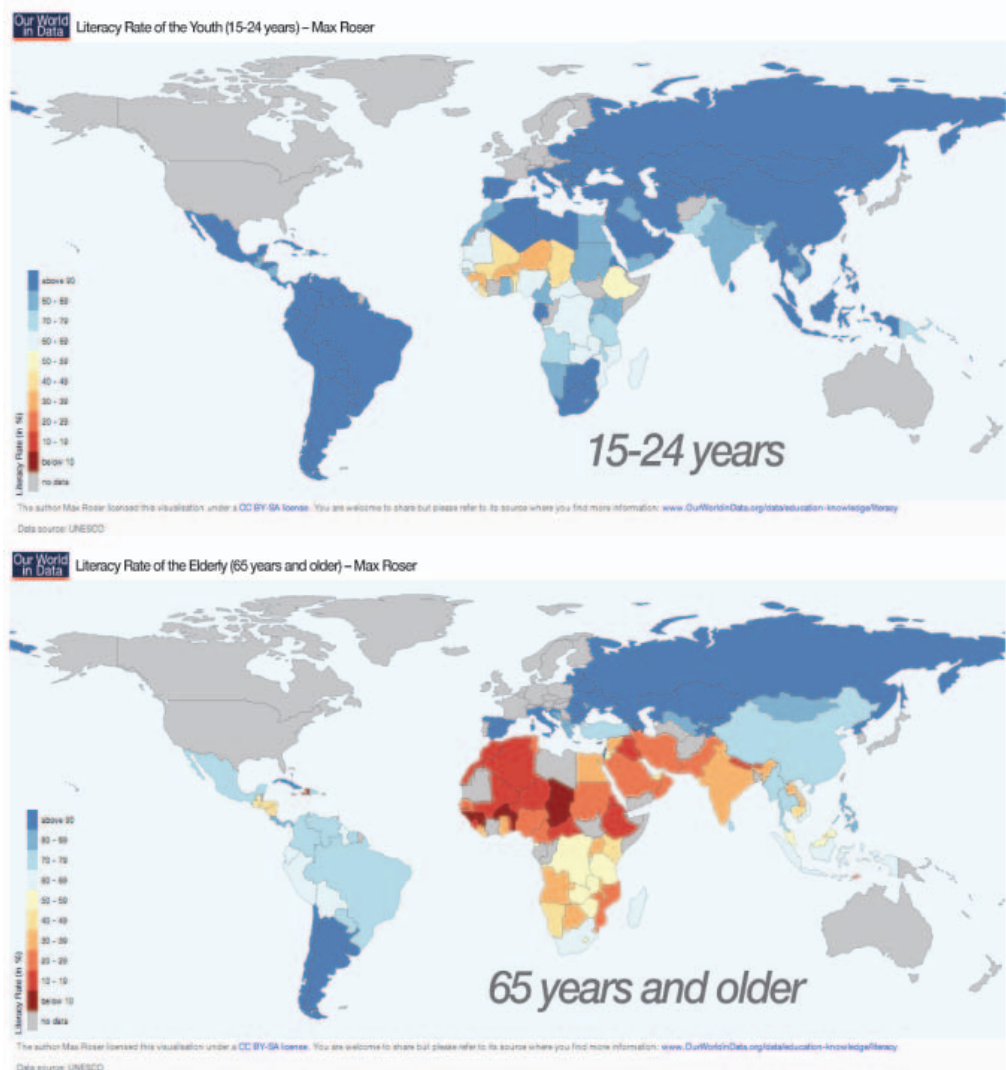 Our World
in Data
Literacy Rate of the Youth (15-24 years) – Max Roser
above 90
80 - 89
70 - 79
60 - 69
50 - 59
40 - 49
30 - 39
20 - 29
10 - 19
below 10
no data
Literacy Rate (in %)
15-24 years
The author Max Roser licensed this visualisation under a CC BY-SA license. You are welcome to share but please refer to its source where you find more information: www.OurWorldinData.org/data/education-knowledge/literacy
Data source: UNESCO
Our World
in Data
Literacy Rate of the Elderly (65 years and older) – Max Roser
above 90
80 - 89
70 - 79
60 - 69
50 - 59
40 - 49
30 - 39
20 - 29
10 - 19
below 10
no data
Literacy Rate (in %)
65 years and older
The author Max Roser licensed this visualisation under a CC BY-SA license. You are welcome to share but please refer to its source where you find more information: www.OurWorldinData.org/data/education-knowledge/literacy
Data source: UNESCO